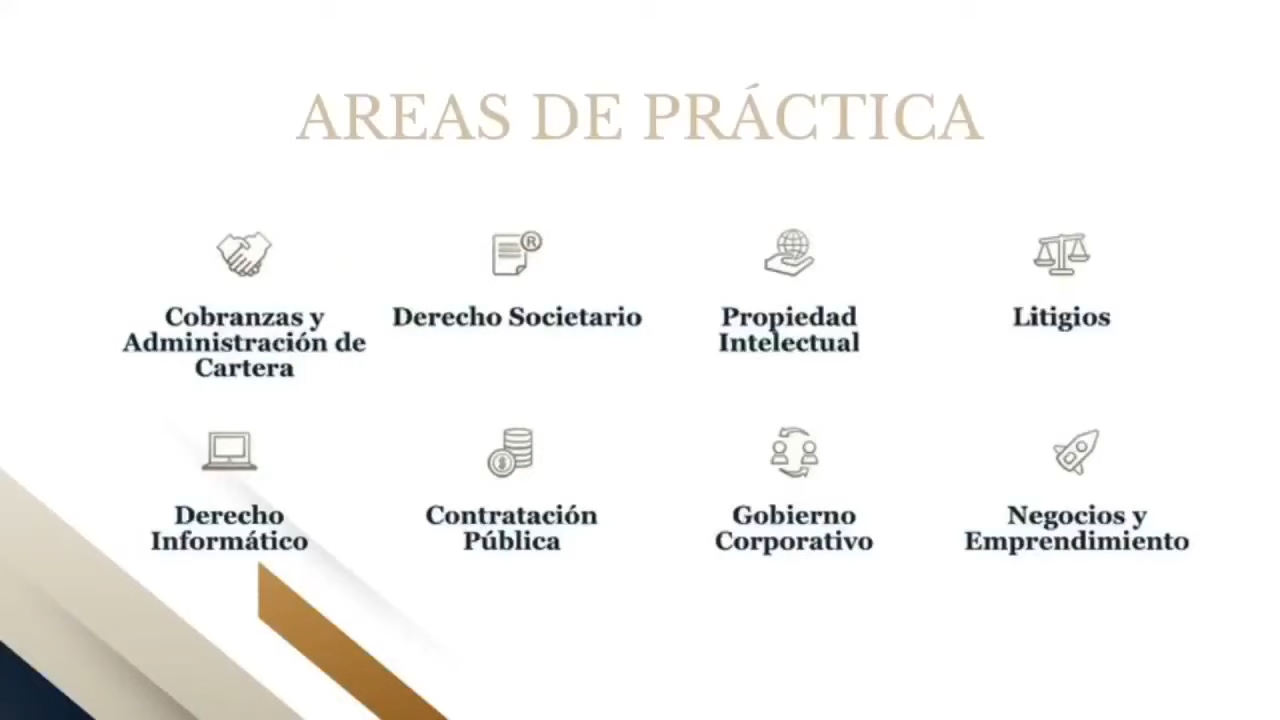 AREAS DE PRÁCTICA
Cobranzas y
Administración de
Cartera
R
Derecho Societario
Propiedad
Intelectual
Litigios
Derecho
Informático
$
Contratación
Pública
Gobierno
Corporativo
Negocios y
Emprendimiento